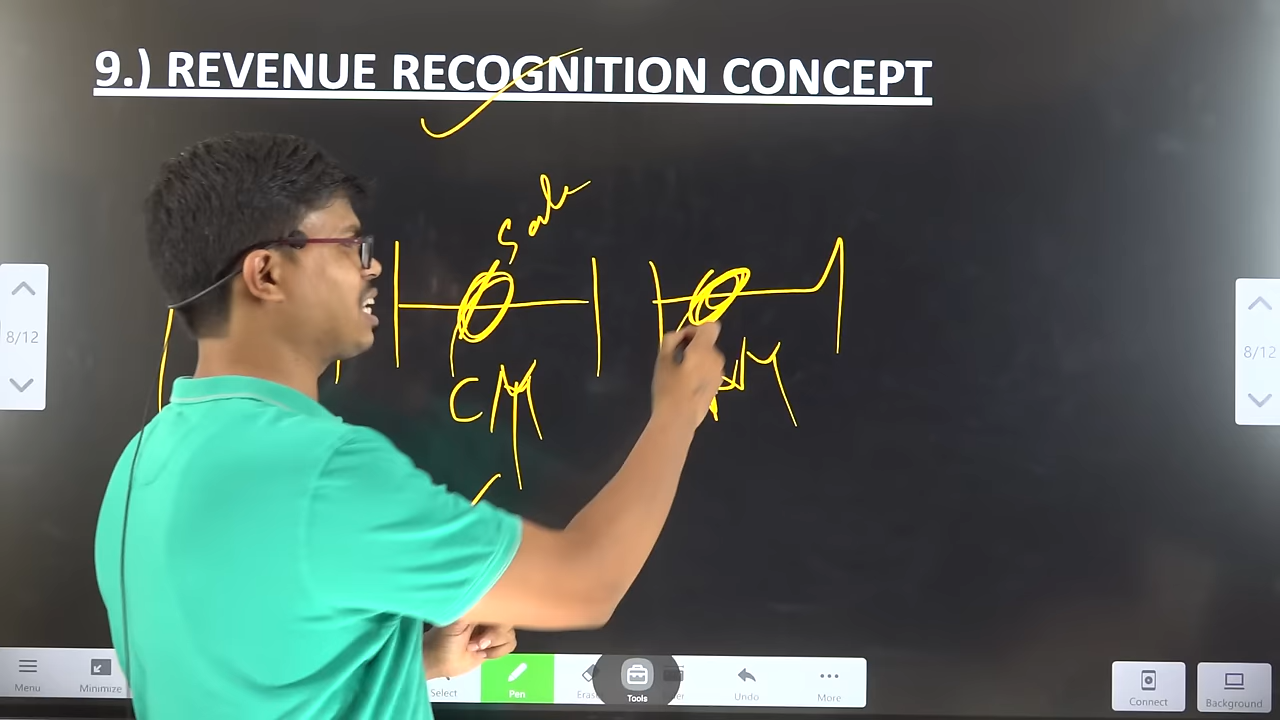 9.) REVENUE RECOGNITION CONCEPT
Sale
CM
NM
8/12
8/12
Menu
Minimize
Select
Pen
Tools
Undo
More
Connect
Background